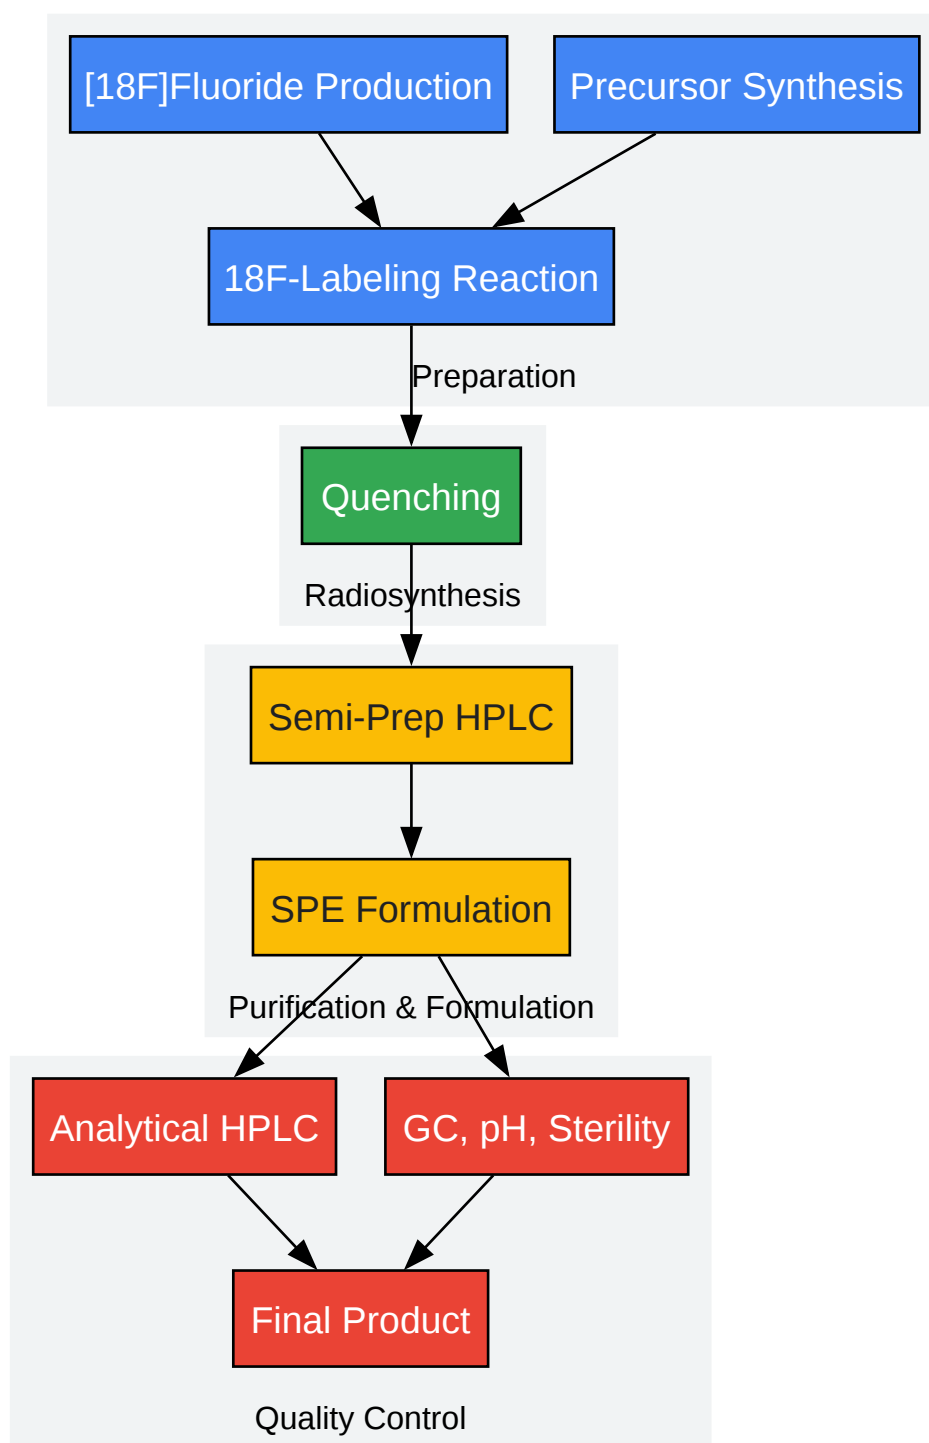 [18F]Fluoride Production
Precursor Synthesis
18F-Labeling Reaction
Preparation
Quenching
Radiosynthesis
Semi-Prep HPLC
SPE Formulation
Purification & Formulation
Analytical HPLC
GC, pH, Sterility
Final Product
Quality Control